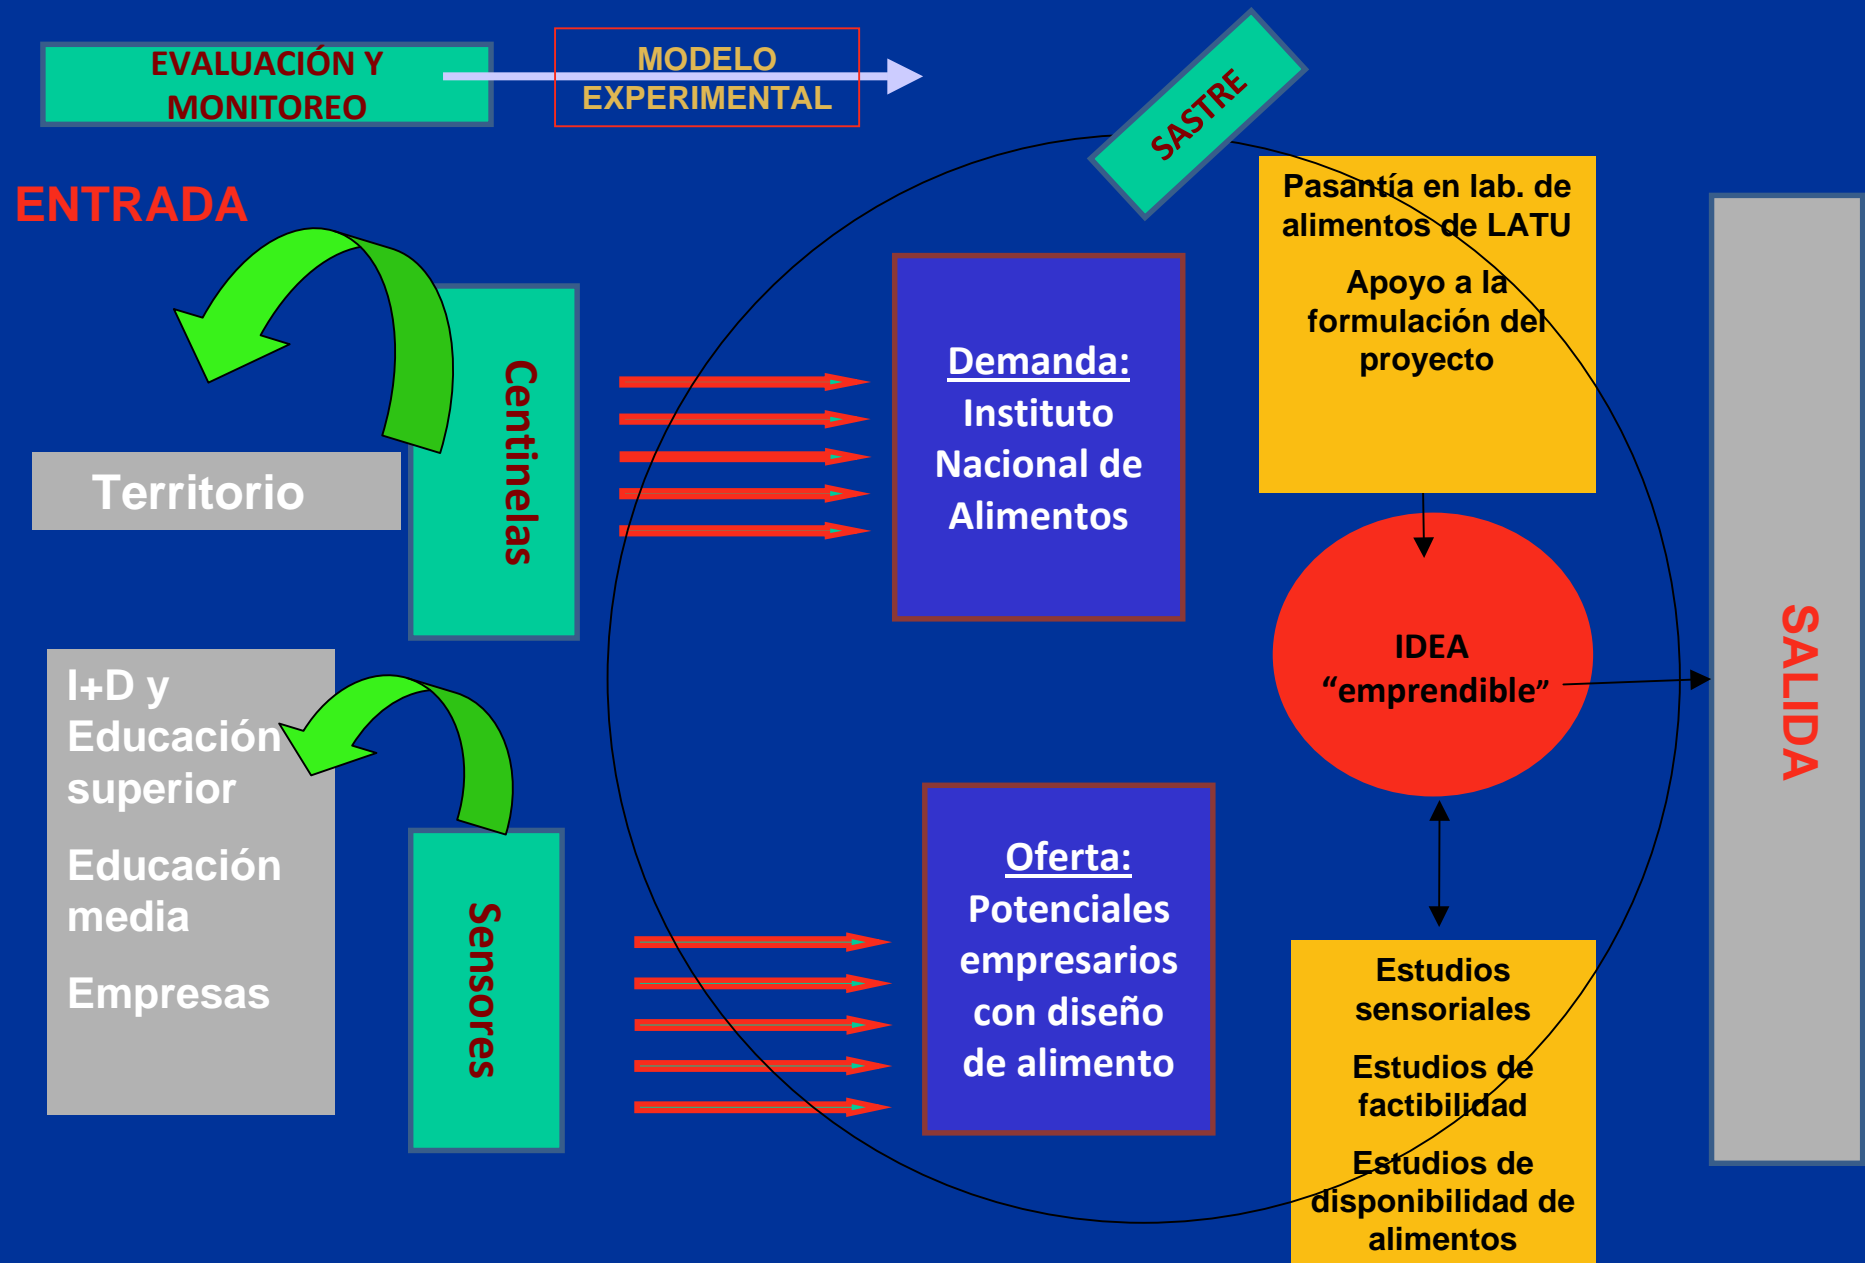 EVALUACIÓN Y
MONITOREO
MODELO
EXPERIMENTAL
SASTRE
ENTRADA
Pasantía en lab. de
alimentos de LATU
Apoyo a la
formulación del
proyecto
Centinelas
Territorio
Demanda:
Instituto
Nacional de
Alimentos
IDEA
“emprendible”
SALIDA
I+D y
Educación
superior
Educación
media
Empresas
Sensores
Oferta:
Potenciales
empresarios
con diseño
de alimento
Estudios
sensoriales
Estudios de
factibilidad
Estudios de
disponibilidad de
alimentos